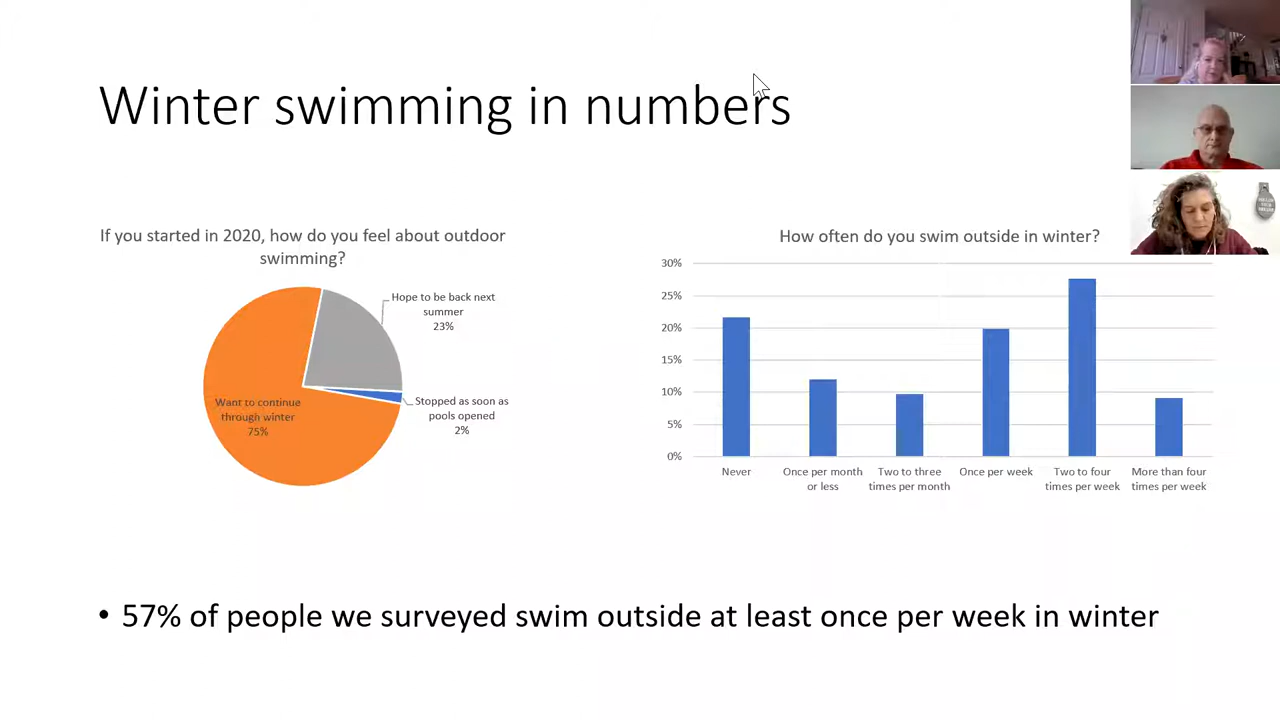 Winter swimming in numbers
If you started in 2020, how do you feel about outdoor
swimming?
Hope to be back next
summer
23%
Want to continue
through winter
75%
Stopped as soon as
pools opened
2%
How often do you swim outside in winter?
30%
25%
20%
15%
10%
5%
0%
Never
Once per month
or less
Two to three
times per month
Once per week
Two to four
times per week
More than four
times per week
• 57% of people we surveyed swim outside at least once per week in winter